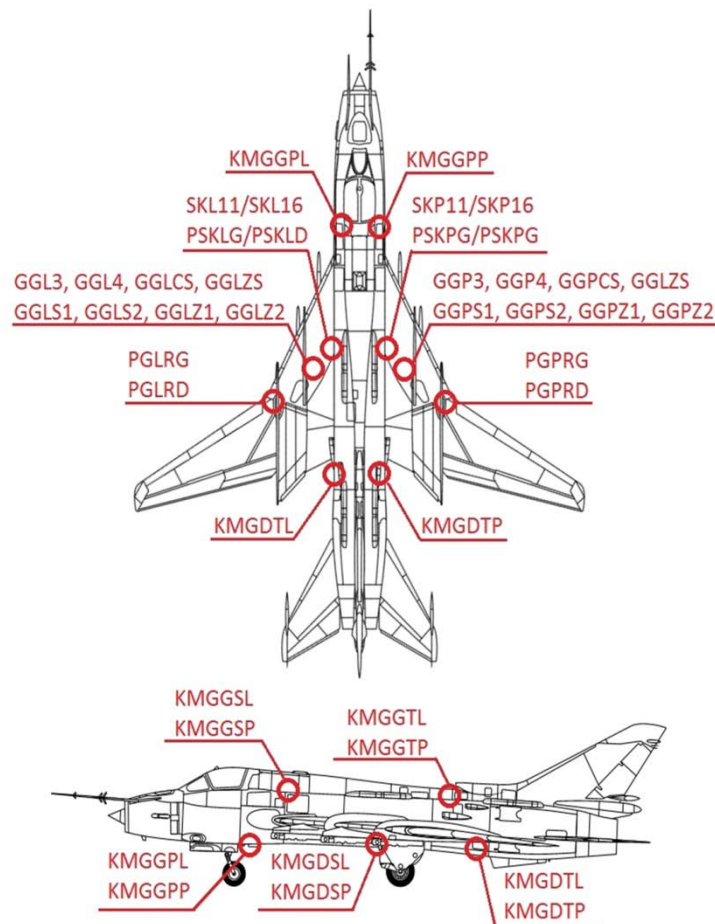 KMGGPL
KMGGPP
SKL11/SKL16
PSKLG/PSKLD
SKP11/SKP16
PSKPG/PSKPG
GGL3, GGL4, GGLCS, GGLZS
GGLS1, GGLS2, GGLZ1, GGLZ2
GGP3, GGP4, GGPCS, GGLZS
GGPS1, GGPS2, GGPZ1, GGPZ2
PGLRG
PGLRD
PGPRG
PGPRD
KMGDTL
KMGDTP
KMGGSL
KMGGSP
KMGGTL
KMGGTP
KMGGPL
KMGGPP
KMGDSL
KMGDSP
KMGDTL
KMGDTP